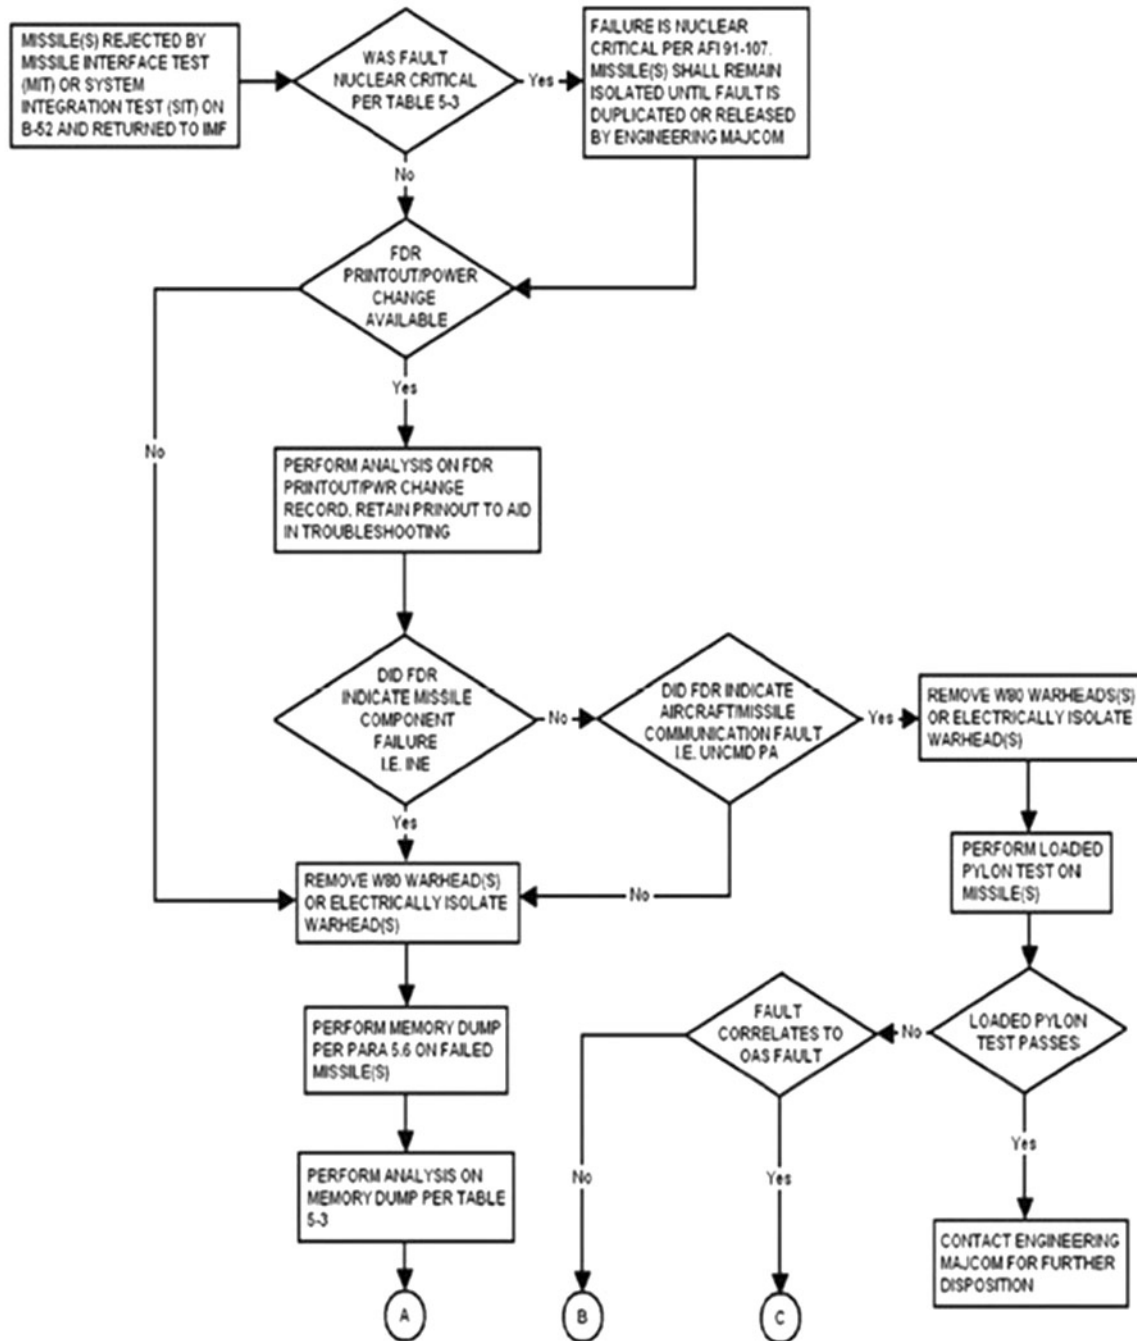 MISSILE(S) REJECTED BY
MISSILE INTERFACE TEST
(MIT) OR SYSTEM
INTEGRATION TEST (SIT) ON
B-52 AND RETURNED TO IMF
WAS FAULT
NUCLEAR CRITICAL
PER TABLE 5-3
Yes
FAILURE IS NUCLEAR
CRITICAL PER AFI 91-107.
MISSILE(S) SHALL REMAIN
ISOLATED UNTIL FAULT IS
DUPLICATED OR RELEASED
BY ENGINEERING MAJCOM
No
FDR
PRINTOUT/POWER
CHANGE
AVAILABLE
Yes
No
PERFORM ANALYSIS ON FDR
PRINTOUT/PWR CHANGE
RECORD. RETAIN PRINOUT TO AID
IN TROUBLESHOOTING
DID FDR
INDICATE MISSILE
COMPONENT
FAILURE
I.E. INE
No
DID FDR INDICATE
AIRCRAFT/MISSILE
COMMUNICATION FAULT
I.E. UNCMD PA
Yes
REMOVE W80 WARHEADS(S)
OR ELECTRICALLY ISOLATE
WARHEAD(S)
Yes
No
REMOVE W80 WARHEAD(S)
OR ELECTRICALLY ISOLATE
WARHEAD(S)
PERFORM LOADED
PYLON TEST ON
MISSILE(S)
PERFORM MEMORY DUMP
PER PARA 5.6 ON FAILED
MISSILE(S)
FAULT
CORRELATES TO
OAS FAULT
No
LOADED PYLON
TEST PASSES
PERFORM ANALYSIS ON
MEMORY DUMP PER TABLE
5-3
No
Yes
Yes
CONTACT ENGINEERING
MAJCOM FOR FURTHER
DISPOSITION
A
B
C